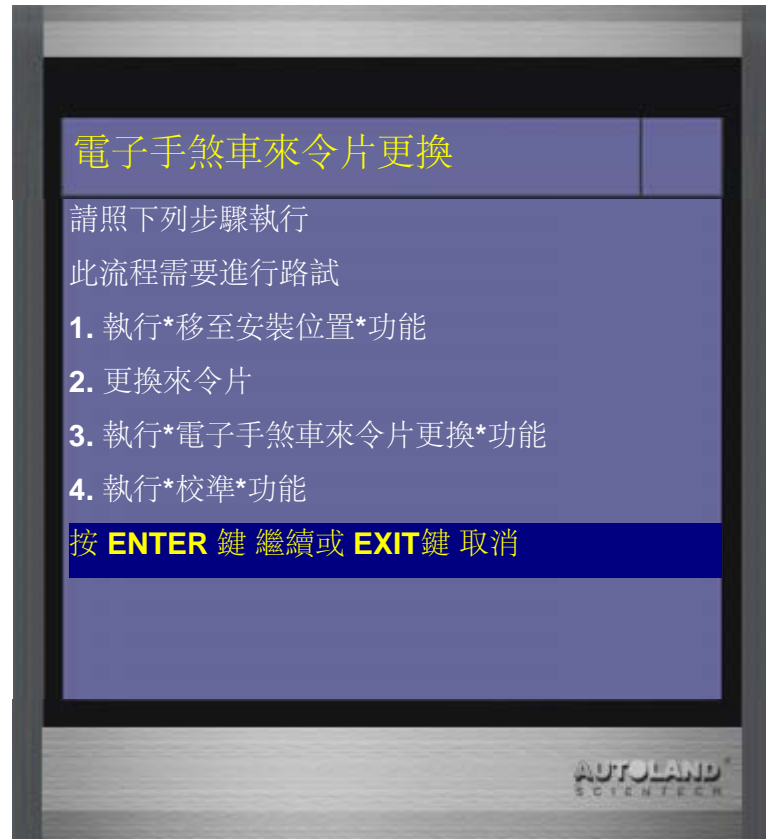 電子手煞車來令片更換
請照下列步驟執行
此流程需要進行路試
1. 執行*移至安裝位置*功能
2. 更換來令片
3. 執行*電子手煞車來令片更換*功能
4. 執行*校準*功能
按 ENTER 鍵 繼續或 EXIT鍵 取消
AUTOLAND
SCIENTECH